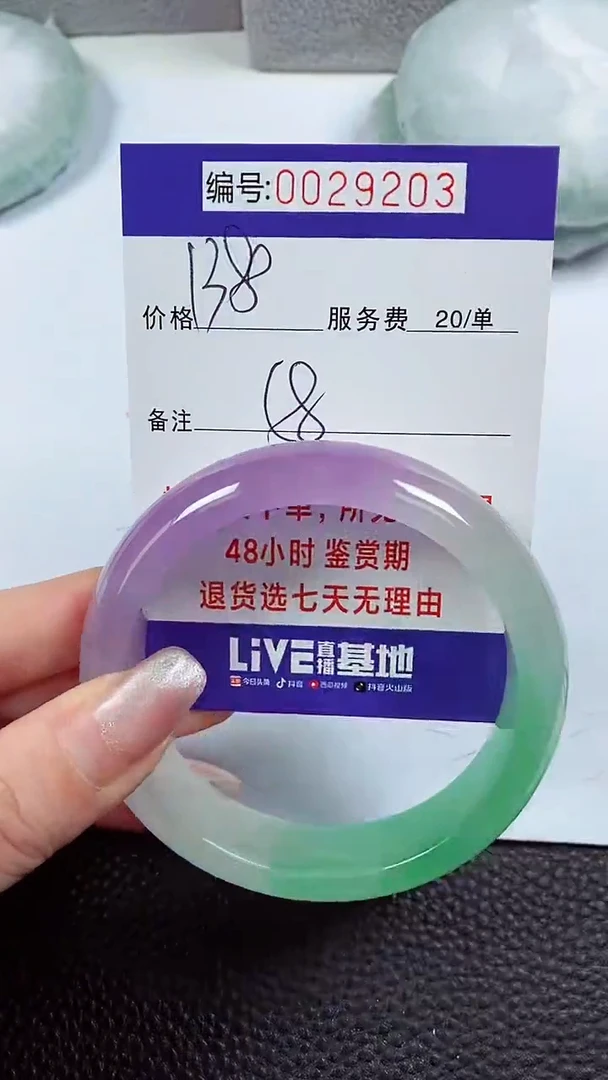 编号:0029203
价格 138 服务费 20/单
备注 68
48小时 鉴赏期
退货选七天无理由
LiVE直播基地
今日头条 抖音 西瓜视频 抖音火山版